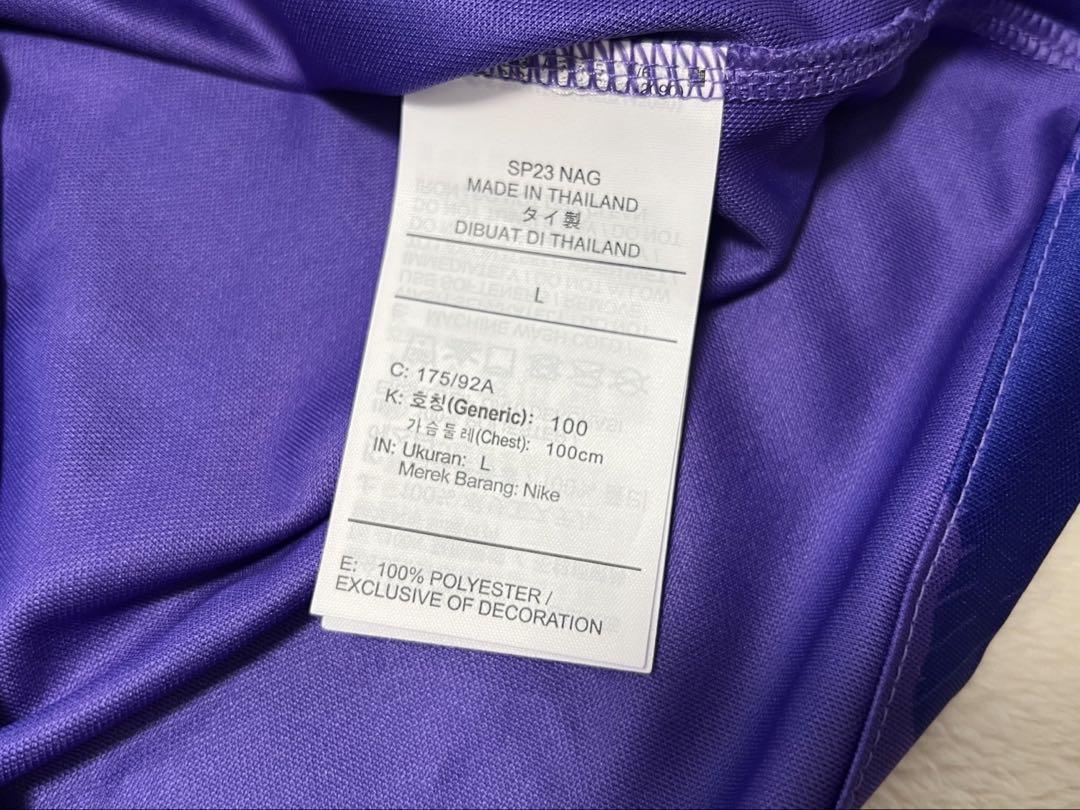 SP23 NAG
MADE IN THAILAND
タイ製
DIBUAT DI THAILAND
L
C: 175/92A
K: 호칭(Generic): 100
가슴둘레(Chest): 100cm
IN: Ukuran: L
Merek Barang: Nike
E: 100% POLYESTER /
EXCLUSIVE OF DECORATION